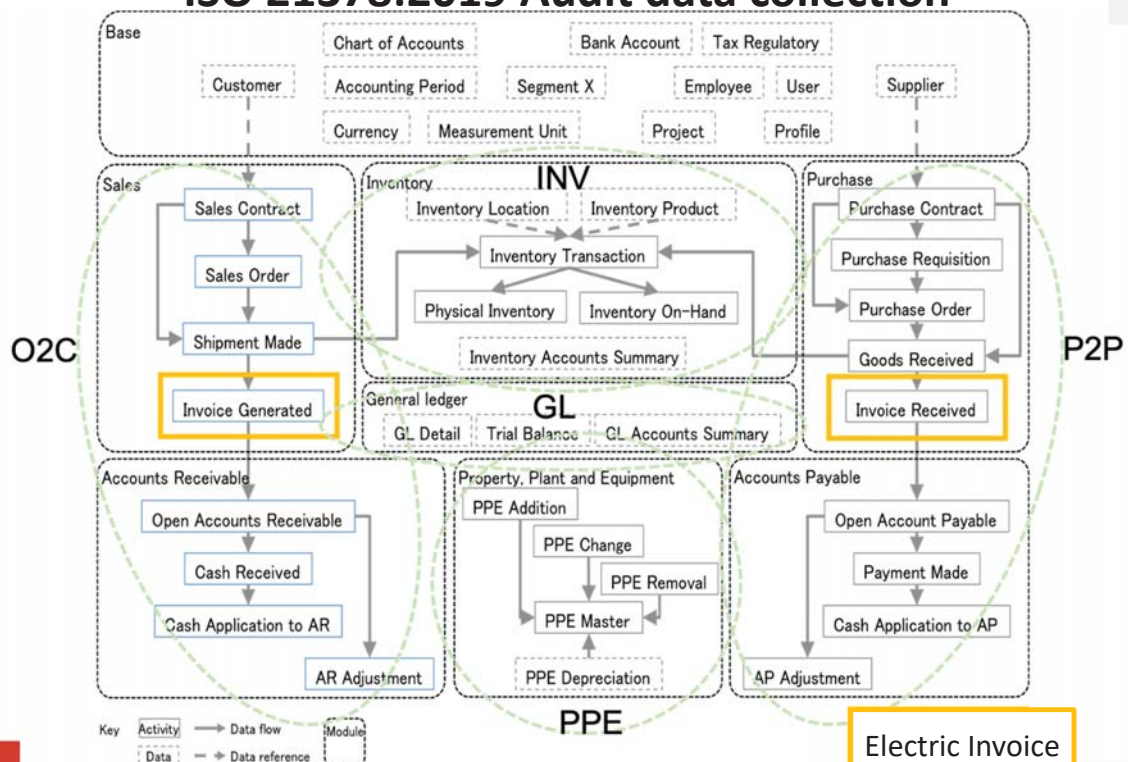 ISO 21378:2019 Audit data collection
Base
Chart of Accounts
Bank Account
Tax Regulatory
Customer
Accounting Period
Segment X
Employee
User
Supplier
Currency
Measurement Unit
Project
Profile
Sales
Sales Contract
Sales Order
Shipment Made
Invoice Generated
O2C
Inventory
INV
Inventory Location
Inventory Product
Inventory Transaction
Physical Inventory
Inventory On-Hand
Inventory Accounts Summary
General ledger
GL
GL Detail
Trial Balance
GL Accounts Summary
Purchase
Purchase Contract
Purchase Requisition
Purchase Order
Goods Received
Invoice Received
P2P
Accounts Receivable
Open Accounts Receivable
Cash Received
Cash Application to AR
AR Adjustment
Property, Plant and Equipment
PPE Addition
PPE Change
PPE Removal
PPE Master
PPE Depreciation
PPE
Accounts Payable
Open Account Payable
Payment Made
Cash Application to AP
AP Adjustment
Key
Activity
Data flow
Module
Data
Data reference
Electric Invoice